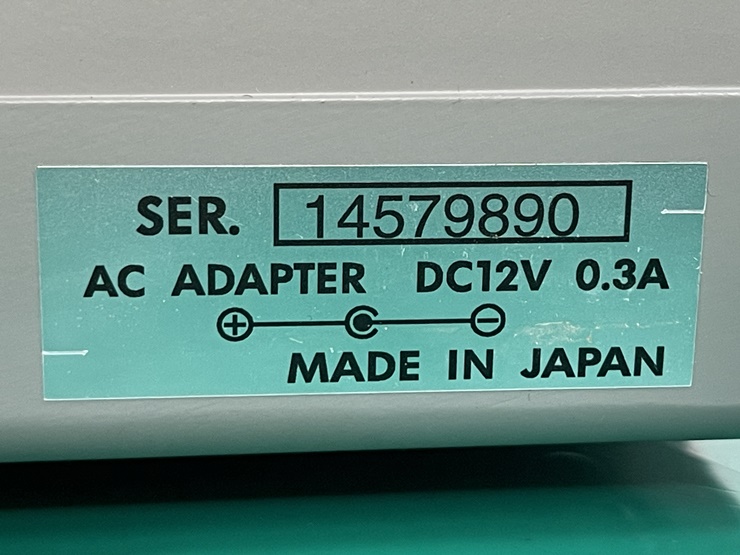 SER. 14579890
AC ADAPTER DC12V 0.3A
MADE IN JAPAN